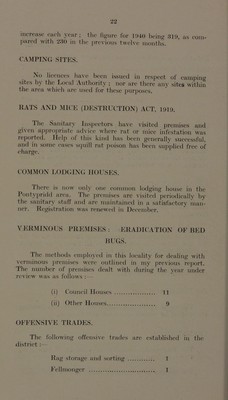 22
increase each year; the figure for 1940 being 319, as com-
pared with 280 in the previous twelve months.
CAMPING SITES.
No licences have been issued in respect of camping
sites by the Local Authority; nor are there any sites within
the area which are used for these purposes.
RATS AND MICE (DESTRUCTION) ACT, 1919.
The Sanitary Inspectors have visited premises and
given appropriate advice where rat or mice infestation was
reported. Help of this kind has been generally successful,
and in some cases squill rat poison has been supplied free of
charge.
COMMON LODGING HOUSES.
There is now only one common lodging house in the
Pontypridd area. The premises are visited periodically by
the sanitary staff and are maintained in a satisfactory man-
ner. Registration was renewed in December.
VERMINOUS PREMISES: ERADICATION OF BED
BUGS.
The methods employed in this locality for dealing with
verminous premises were outlined in my previous report.
The number of premises dealt with during the year under
review was as follows :—
(i) Council Houses .................. 11
(ii) Other Houses..................... 9
OFFENSIVE TRADES.
The following offensive trades are established in the
district :—
Rag storage and sorting ............ 1
Fellmonger ............................ 1